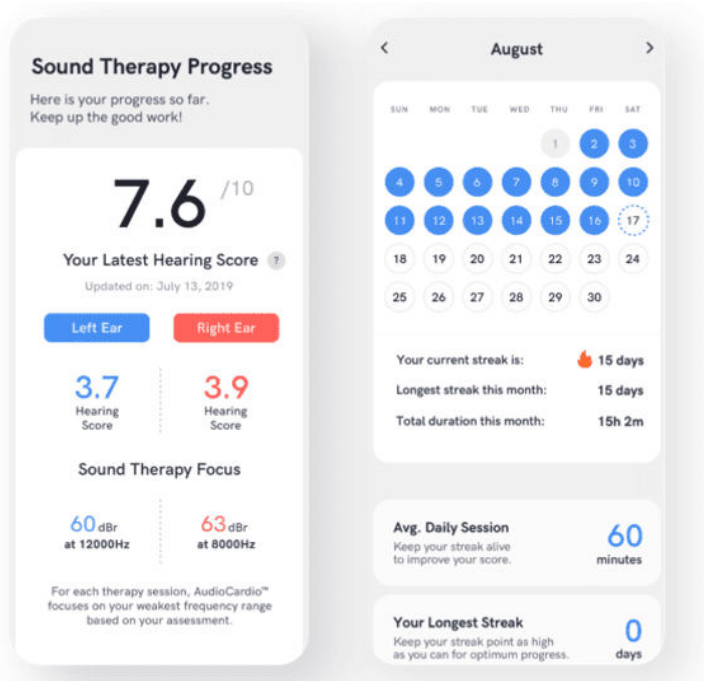 Sound Therapy Progress
Here is your progress so far.
Keep up the good work!
7.6 /10
Your Latest Hearing Score ?
Updated on: July 13, 2019
Left Ear Right Ear
3.7 3.9
Hearing Hearing
Score Score
Sound Therapy Focus
60 dBr 63 dBr
at 12000Hz at 8000Hz
For each therapy session, AudioCardio™
focuses on your weakest frequency range
based on your assessment.
< August >
SUN MON TUE WED THU FRI SAT
1 2 3
4 5 6 7 8 9 10
11 12 13 14 15 16 17
18 19 20 21 22 23 24
25 26 27 28 29 30
Your current streak is: 15 days
Longest streak this month: 15 days
Total duration this month: 15h 2m
Avg. Daily Session 60
Keep your streak alive
to improve your score. minutes
Your Longest Streak 0
Keep your streak point as high
as you can for optimum progress. days